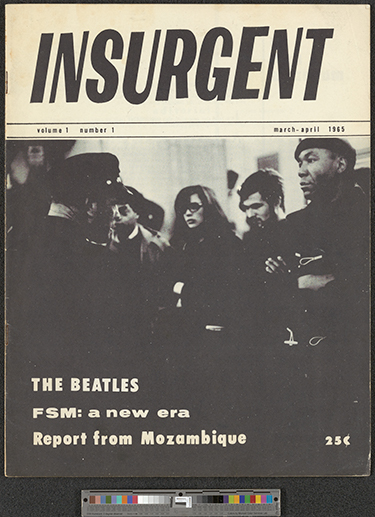 INSURGENT
volume 1 number 1 march-april 1965
THE BEATLES
FSM: a new era
Report from Mozambique 25¢